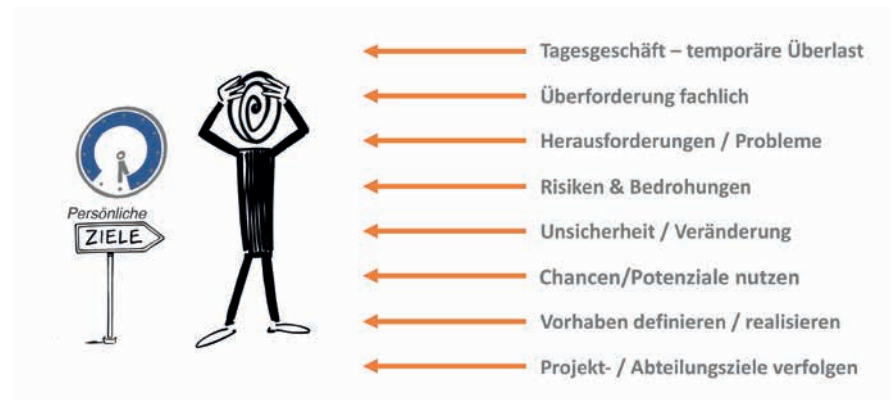 Tagesgeschäft – temporäre Überlast
Überforderung fachlich
Herausforderungen / Probleme
Risiken & Bedrohungen
Persönliche
ZIELE
Unsicherheit / Veränderung
Chancen/Potenziale nutzen
Vorhaben definieren / realisieren
Projekt- / Abteilungsziele verfolgen